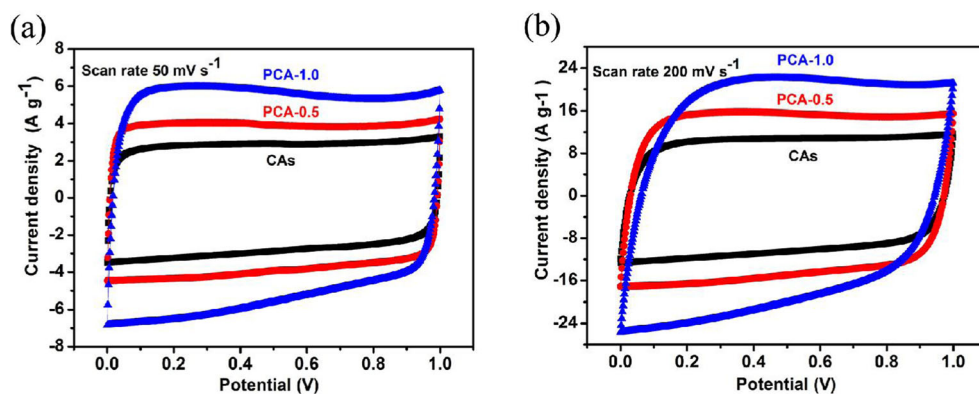 (a)
Scan rate 50 mV s-1
PCA-1.0
PCA-0.5
CAs
Current density (A g-1)
8
6
4
2
0
-2
-4
-6
-8
0.0 0.2 0.4 0.6 0.8 1.0
Potential (V)
(b)
PCA-1.0
Scan rate 200 mV s-1
PCA-0.5
CAs
Current density (A g-1)
24
16
8
0
-8
-16
-24
0.0 0.2 0.4 0.6 0.8 1.0
Potential (V)